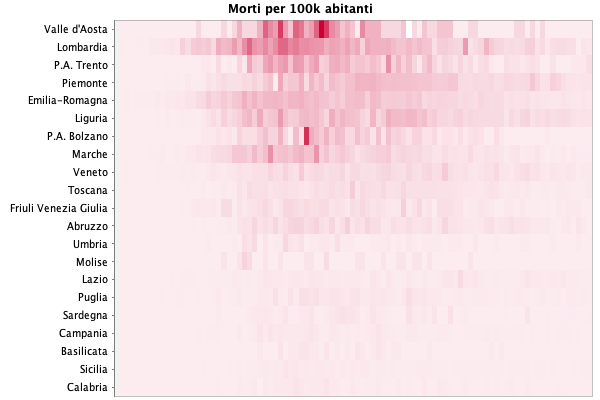 Morti per 100k abitanti
Valle d'Aosta
Lombardia
P.A. Trento
Piemonte
Emilia-Romagna
Liguria
P.A. Bolzano
Marche
Veneto
Toscana
Friuli Venezia Giulia
Abruzzo
Umbria
Molise
Lazio
Puglia
Sardegna
Campania
Basilicata
Sicilia
Calabria